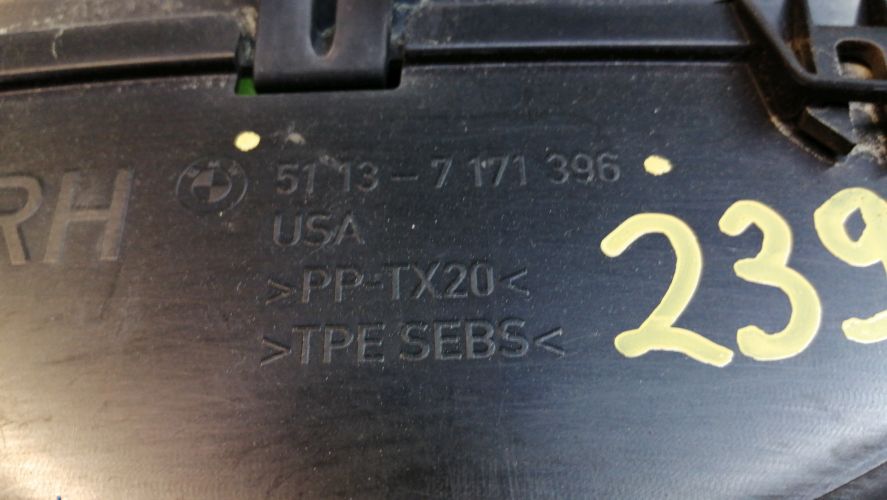 RH
51 13 - 7 171 396
USA
>PP-TX20<
>TPE SEBS<
239